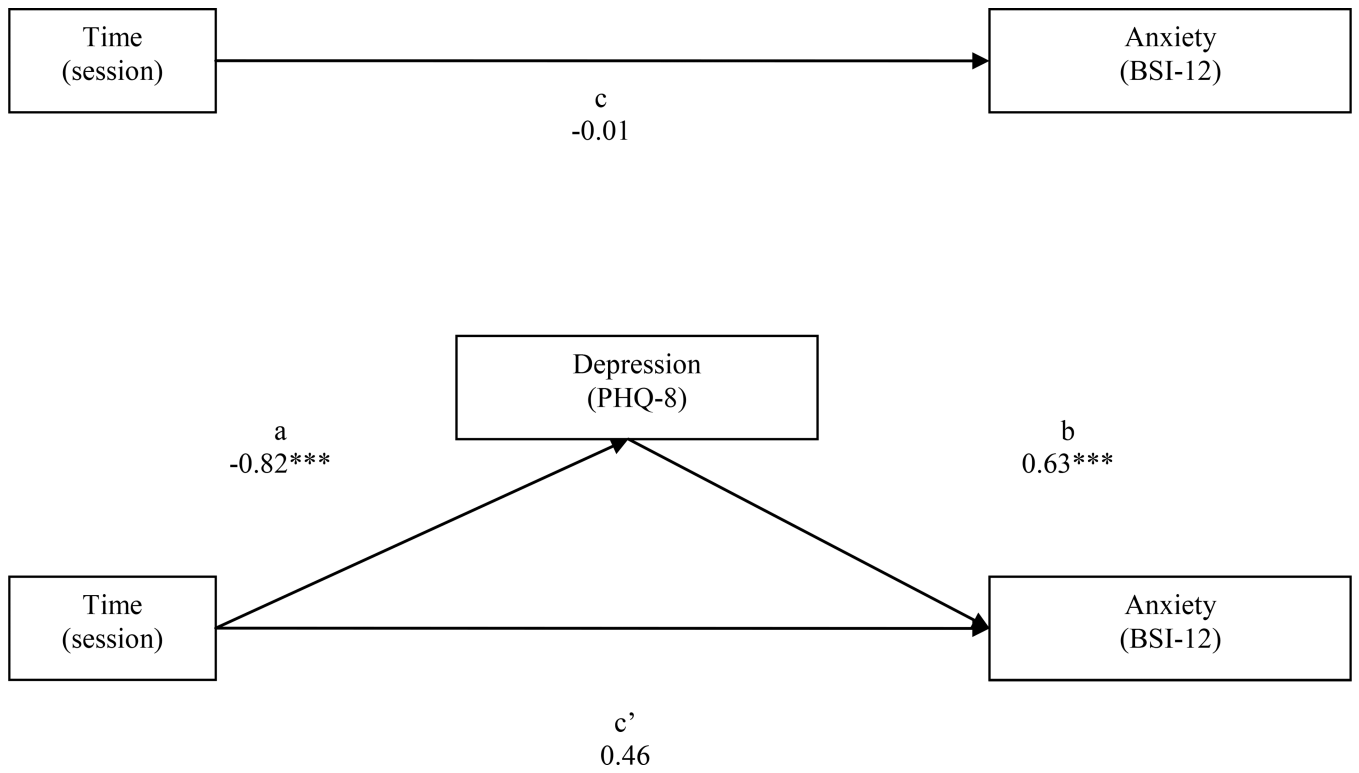 Time
(session)
Anxiety
(BSI-12)
c
-0.01
Depression
(PHQ-8)
a
-0.82***
b
0.63***
Time
(session)
Anxiety
(BSI-12)
c’
0.46